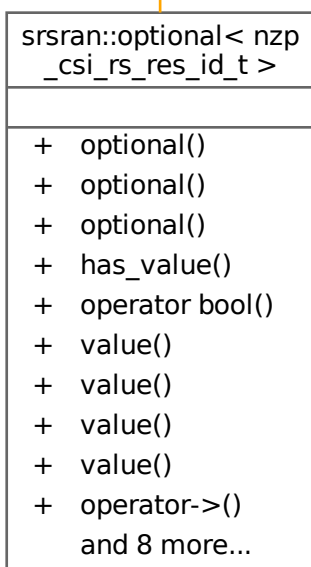 srsran::optional< nzp
_csi_rs_res_id_t >
+ optional()
+ optional()
+ optional()
+ has_value()
+ operator bool()
+ value()
+ value()
+ value()
+ value()
+ operator->()
and 8 more...